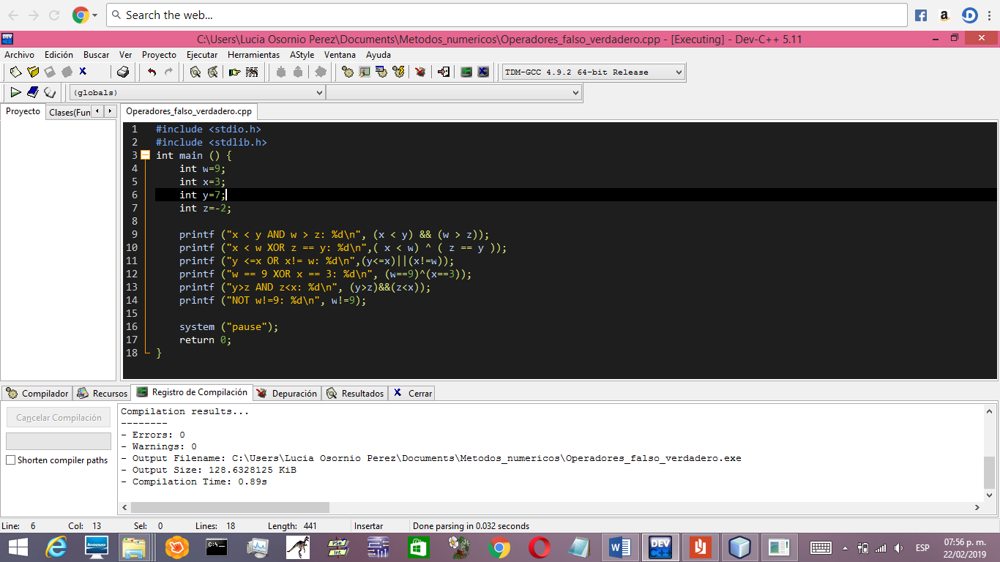 Search the web...
C:\Users\Lucia Osornio Perez\Documents\Metodos_numericos\Operadores_falso_verdadero.cpp - [Executing] - Dev-C++ 5.11
Archivo Edición Buscar Ver Proyecto Ejecutar Herramientas AStyle Ventana Ayuda
TDM-GCC 4.9.2 64-bit Release
(globals)
Proyecto Clases(Fun
Operadores_falso_verdadero.cpp
1 #include <stdio.h>
2 #include <stdlib.h>
3 int main () {
4 int w=9;
5 int x=3;
6 int y=7;
7 int z=-2;
8
9 printf ("x < y AND w > z: %d\n", (x < y) && (w > z));
10 printf ("x < w XOR z == y: %d\n",( x < w) ^ ( z == y ));
11 printf ("y <=x OR x!= w: %d\n",(y<=x)||(x!=w));
12 printf ("w == 9 XOR x == 3: %d\n", (w==9)^(x==3));
13 printf ("y>z AND z<x: %d\n", (y>z)&&(z<x));
14 printf ("NOT w!=9: %d\n", w!=9);
15
16 system ("pause");
17 return 0;
18 }
Compilador Recursos Registro de Compilación Depuración Resultados Cerrar
Cancelar Compilación
Shorten compiler paths
Compilation results...
--------
- Errors: 0
- Warnings: 0
- Output Filename: C:\Users\Lucia Osornio Perez\Documents\Metodos_numericos\Operadores_falso_verdadero.exe
- Output Size: 128.6328125 KiB
- Compilation Time: 0.89s
Line: 6 Col: 13 Sel: 0 Lines: 18 Length: 441 Insertar Done parsing in 0.032 seconds
lenovo
C:\
PSe
Int
DEV
C++
ESP
07:56 p. m.
22/02/2019